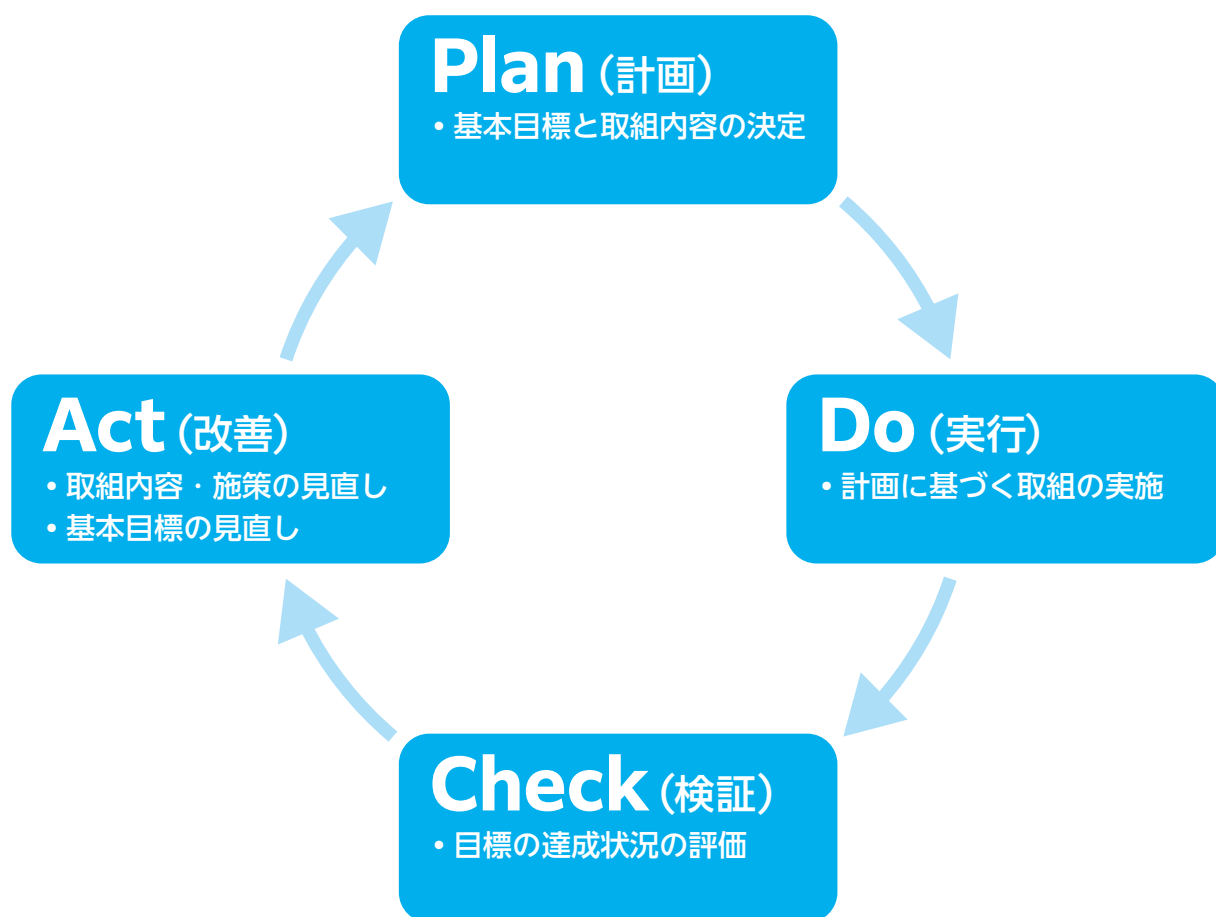 Plan（計画）
・基本目標と取組内容の決定
Do（実行）
・計画に基づく取組の実施
Check（検証）
・目標の達成状況の評価
Act（改善）
・取組内容・施策の見直し
・基本目標の見直し